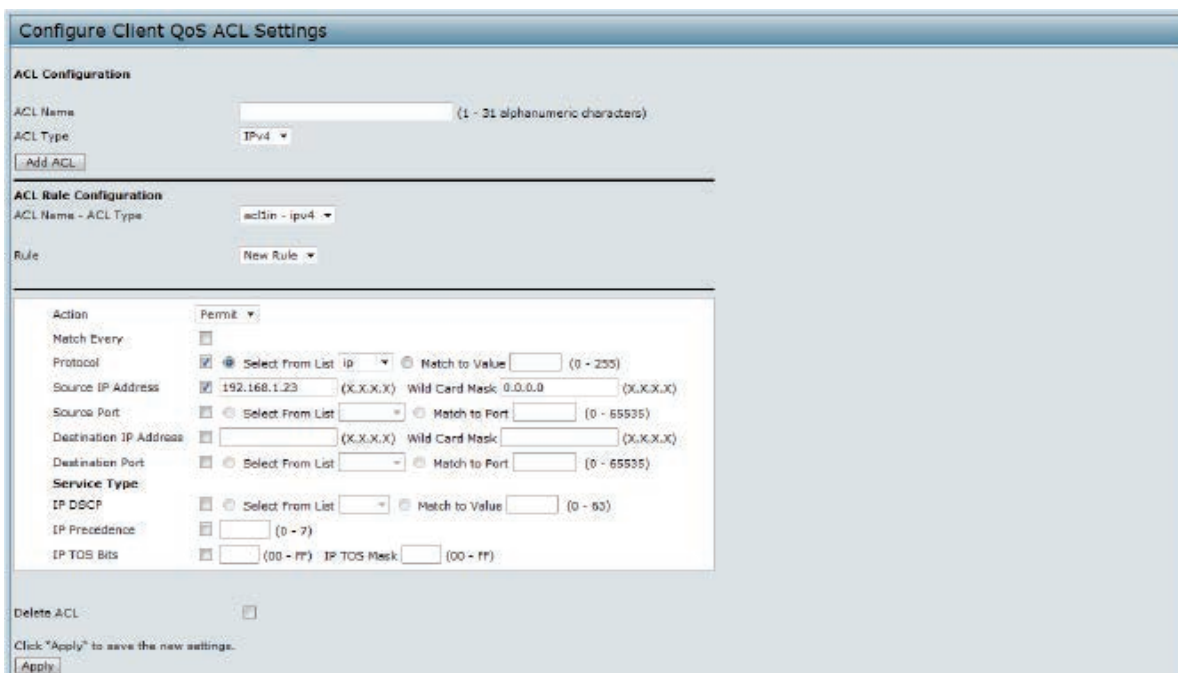 Configure Client QoS ACL Settings
ACL Configuration
ACL Name (1 - 31 alphanumeric characters)
ACL Type IPv4
Add ACL
ACL Rule Configuration
ACL Name - ACL Type acl1in - ipv4
Rule New Rule
Action Permit
Match Every
Protocol Select From List ip Match to Value (0 - 255)
Source IP Address 192.168.1.23 (X.X.X.X) Wild Card Mask 0.0.0.0 (X.X.X.X)
Source Port Select From List Match to Port (0 - 65535)
Destination IP Address (X.X.X.X) Wild Card Mask (X.X.X.X)
Destination Port Select From List Match to Port (0 - 65535)
Service Type
IP DSCP Select From List Match to Value (0 - 63)
IP Precedence (0 - 7)
IP TOS Bits (00 - FF) IP TOS Mask (00 - FF)
Delete ACL
Click "Apply" to save the new settings.
Apply